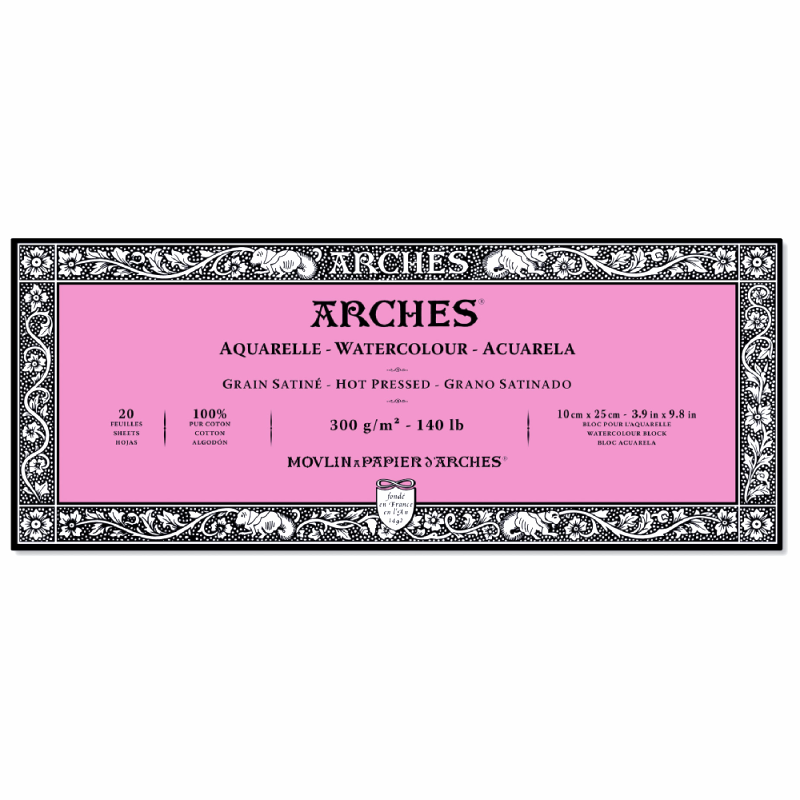 ARCHES
ARCHES®
AQUARELLE - WATERCOLOUR - ACUARELA
GRAIN SATINÉ - HOT PRESSED - GRANO SATINADO
20
FEUILLES
SHEETS
HOJAS
100%
PUR COTON
COTTON
ALGODÓN
300 g/m² - 140 lb
10 cm x 25 cm - 3.9 in x 9.8 in
BLOC POUR L'AQUARELLE
WATERCOLOUR BLOCK
BLOC ACUARELA
MOVLIN A PAPIER D'ARCHES®
fondé
en France
en l'an
1492